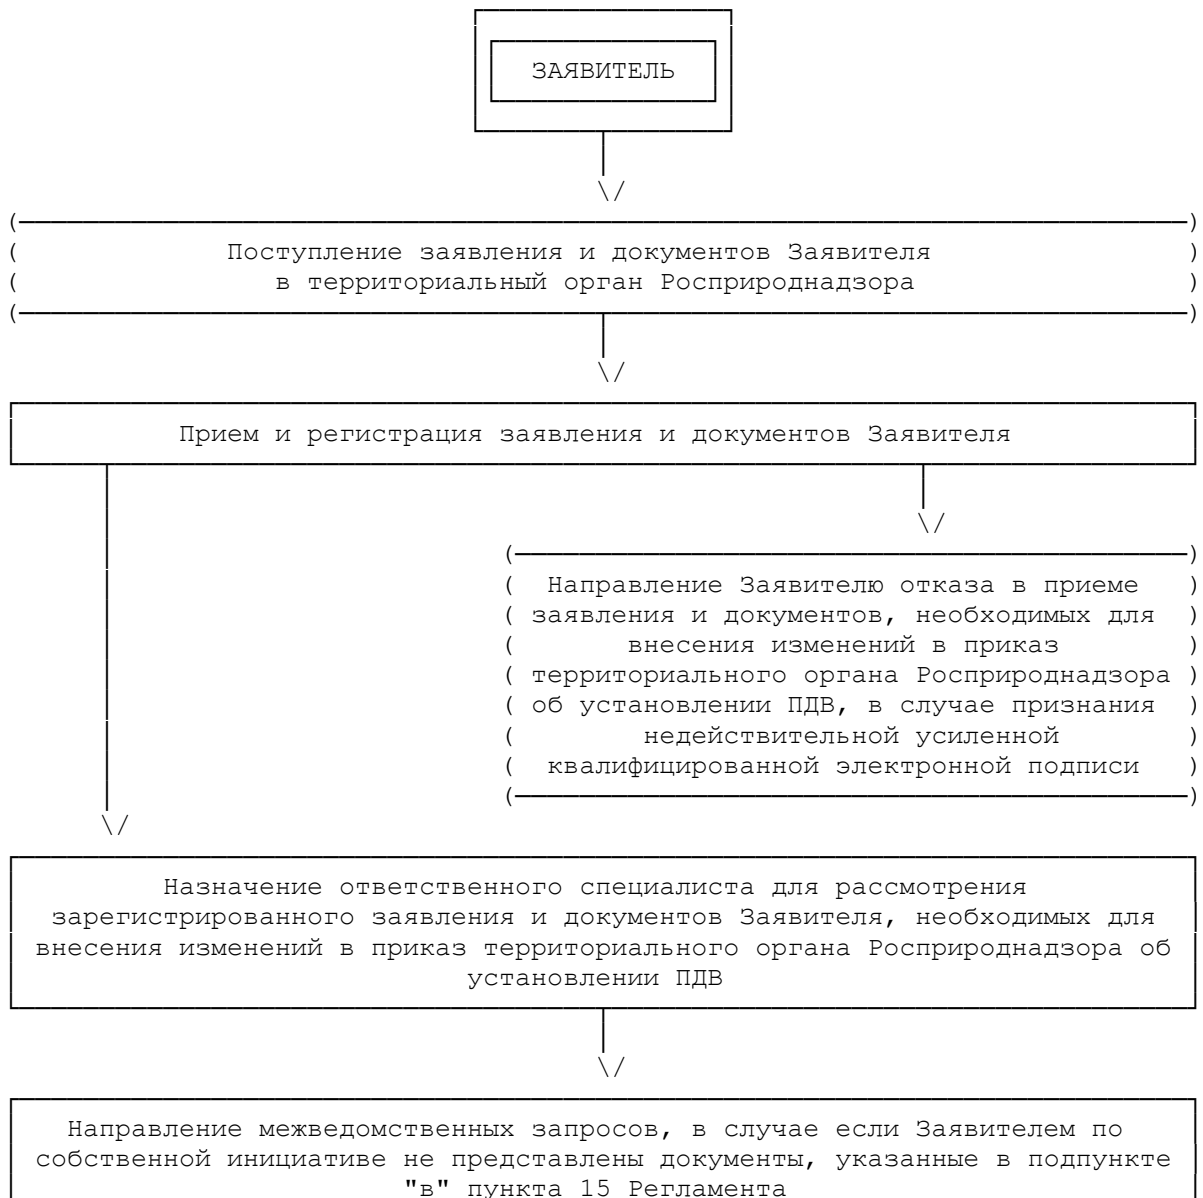 ЗАЯВИТЕЛЬ
Поступление заявления и документов Заявителя
в территориальный орган Росприроднадзора
Прием и регистрация заявления и документов Заявителя
Направление Заявителю отказа в приеме
заявления и документов, необходимых для
внесения изменений в приказ
территориального органа Росприроднадзора
об установлении ПДВ, в случае признания
недействительной усиленной
квалифицированной электронной подписи
Назначение ответственного специалиста для рассмотрения
зарегистрированного заявления и документов Заявителя, необходимых для
внесения изменений в приказ территориального органа Росприроднадзора об
установлении ПДВ
Направление межведомственных запросов, в случае если Заявителем по
собственной инициативе не представлены документы, указанные в подпункте
"в" пункта 15 Регламента